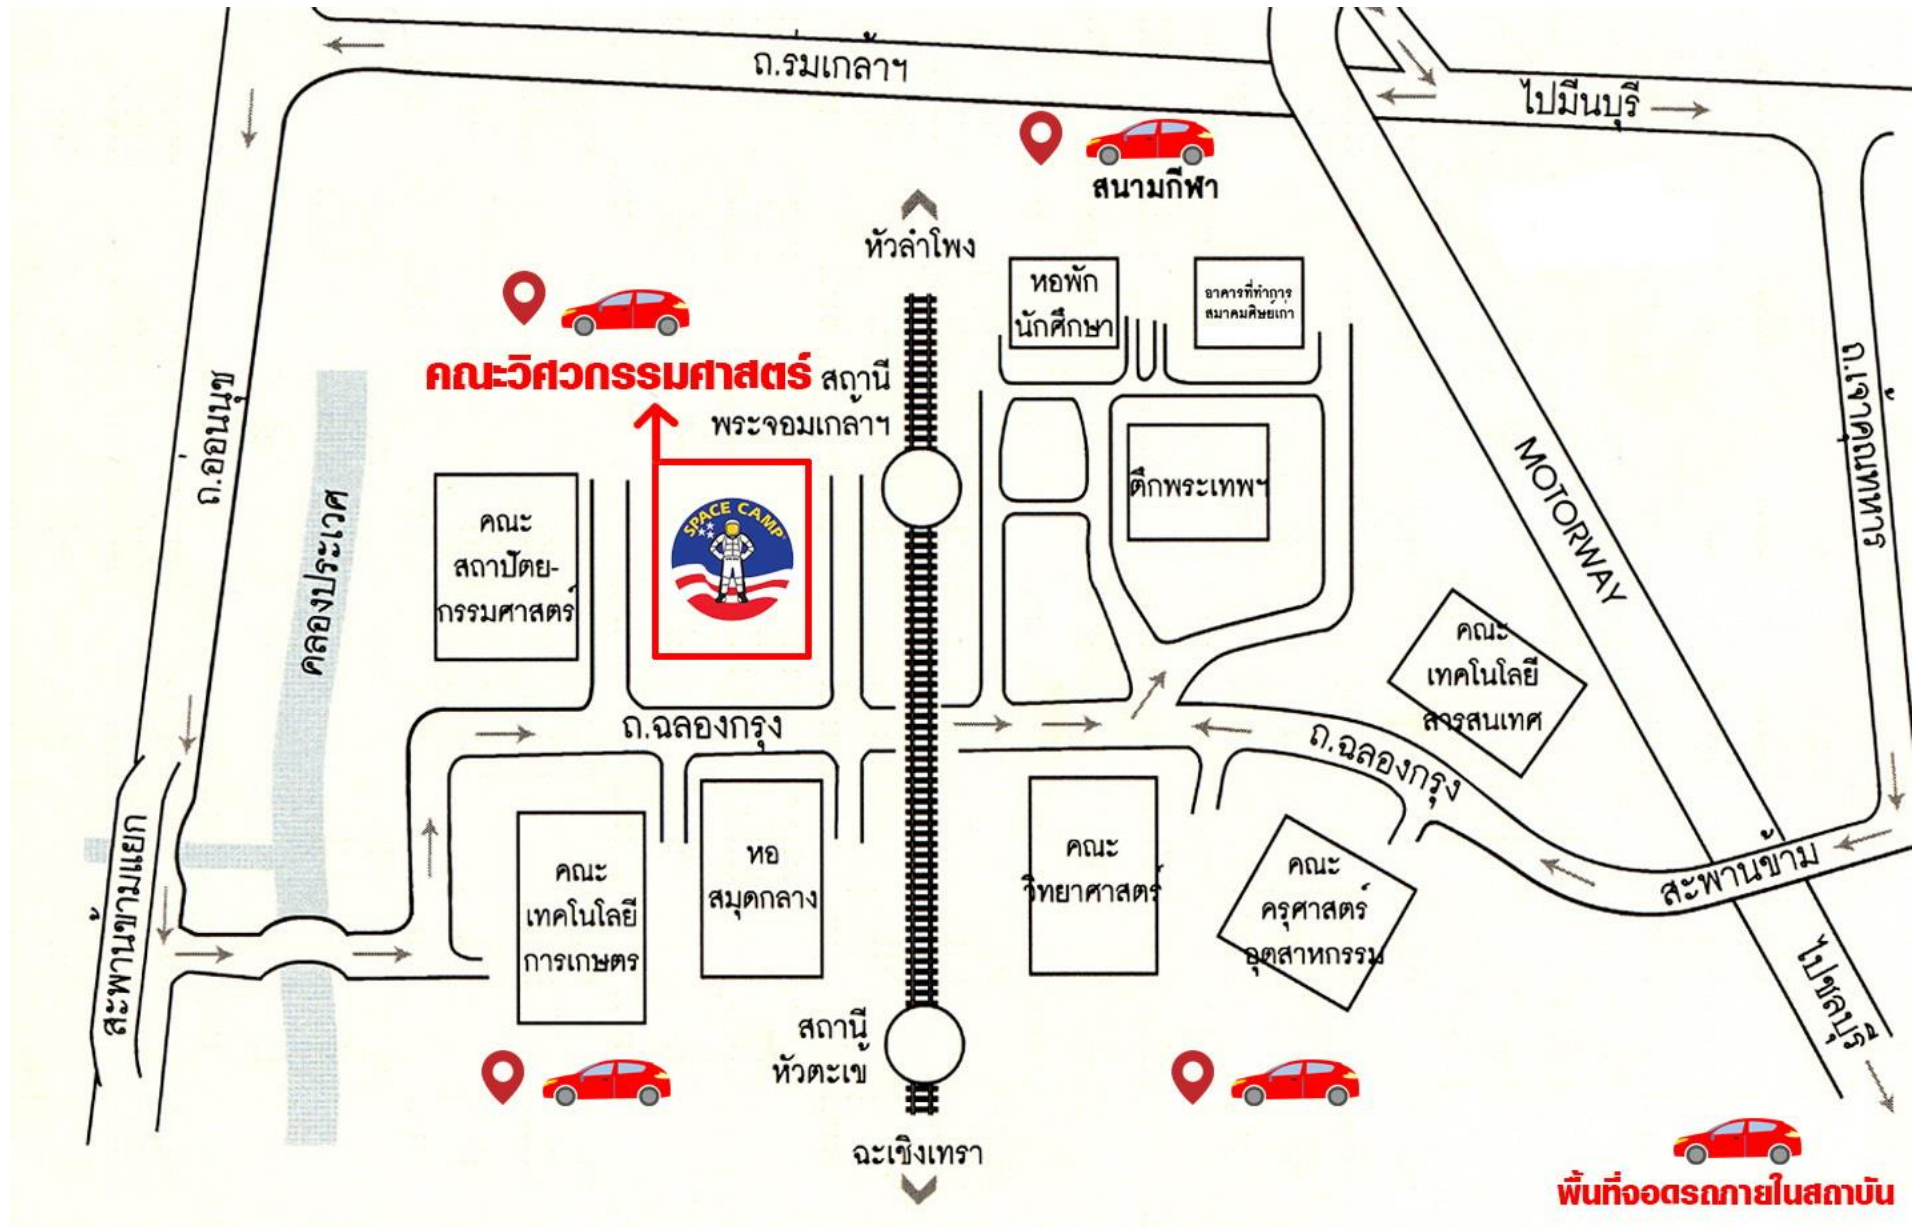 ถ.ร่มเกล้าฯ
ไปมีนบุรี
สนามกีฬา
หัวลำโพง
หอพัก
นักศึกษา
อาคารที่ทำการ
สมาคมศิษย์เก่า
คณะวิศวกรรมศาสตร์
สถานี
พระจอมเกล้าฯ
ถ.อ่อนนุช
คลองประเวศ
ถ.เจ้าคุณทหาร
MOTORWAY
ตึกพระเทพฯ
คณะ
สถาปัตย-
กรรมศาสตร์
SPACE CAMP
คณะ
เทคโนโลยี
สารสนเทศ
ถ.ฉลองกรุง
ถ.ฉลองกรุง
สะพานข้ามแยก
คณะ
เทคโนโลยี
การเกษตร
หอ
สมุดกลาง
คณะ
วิทยาศาสตร์
คณะ
ครุศาสตร์
อุตสาหกรรม
สะพานข้าม
ไปชลบุรี
สถานี
หัวตะเข้
ฉะเชิงเทรา
พื้นที่จอดรถภายในสถาบัน